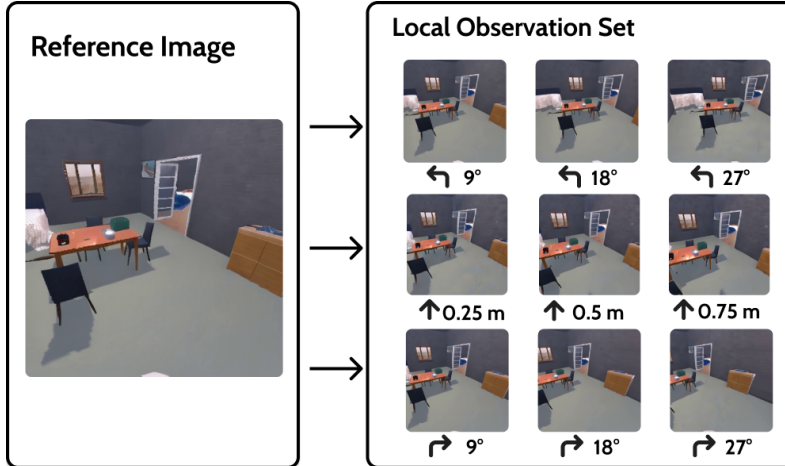 Reference Image
Local Observation Set
9°
18°
27°
0.25 m
0.5 m
0.75 m
9°
18°
27°